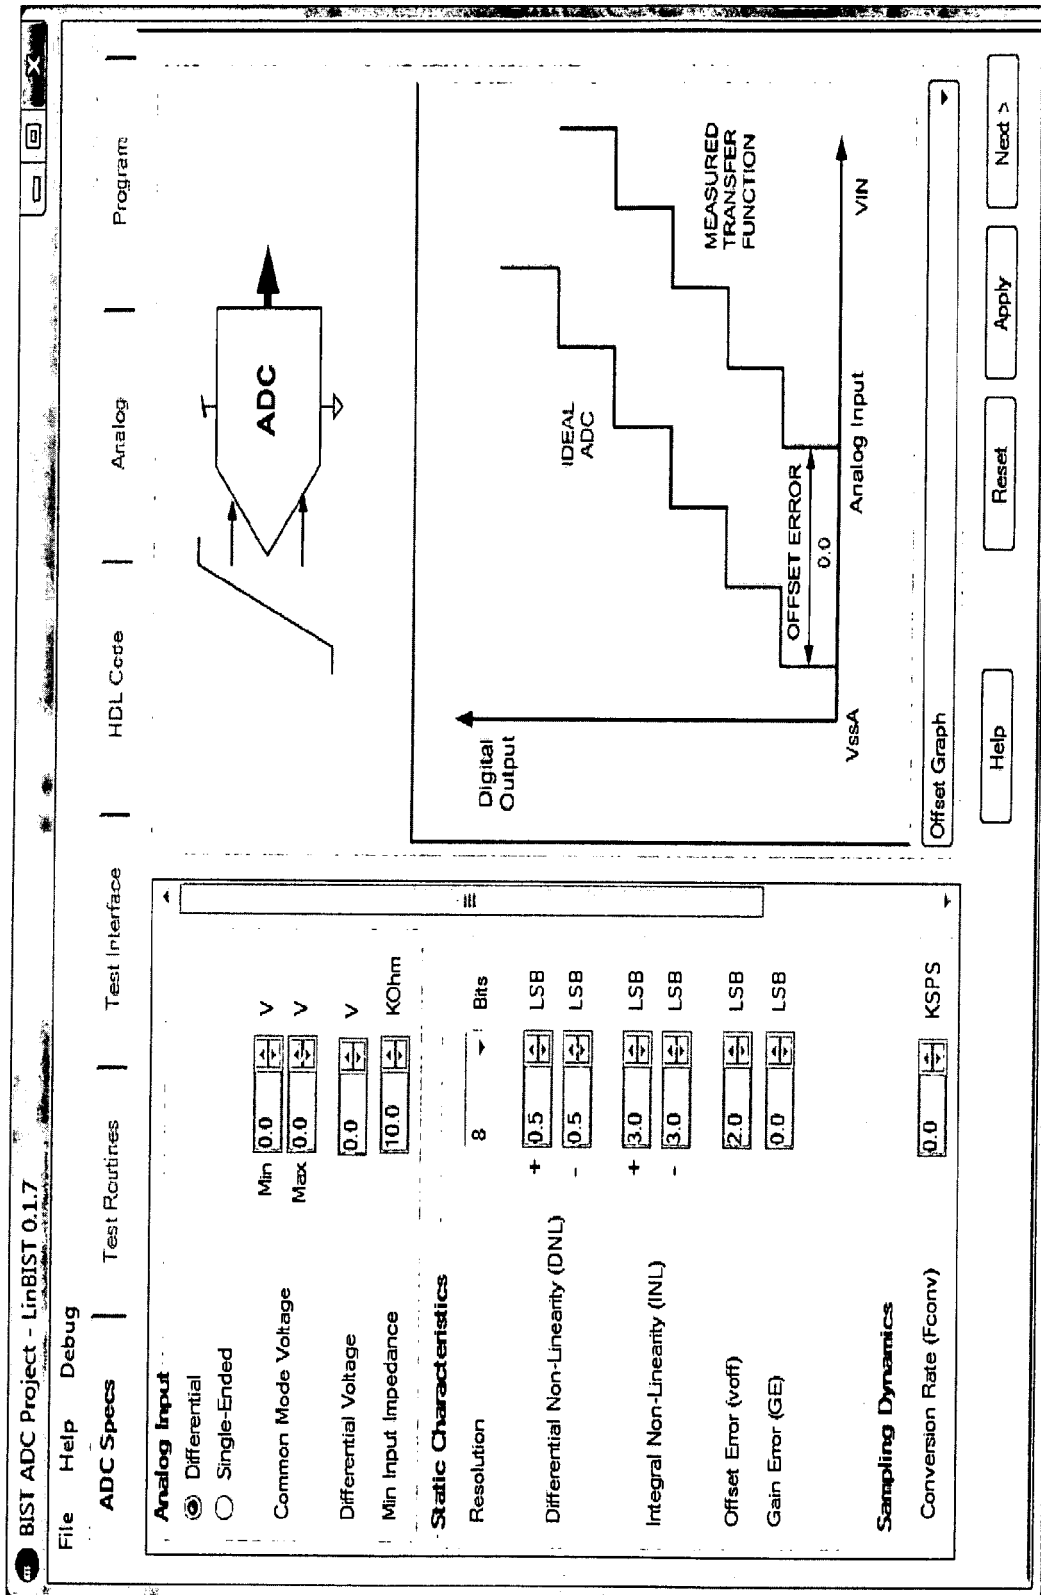 BIST ADC Project - LinBIST 0.1.7
File Help Debug
ADC Specs Test Routines Test Interface HDL Code Analog Program
Analog Input
Differential
Single-Ended
Common Mode Voltage Min 0.0 V
Max 0.0 V
Differential Voltage 0.0 V
Min Input Impedance 10.0 KOhm
Static Characteristics
Resolution 8 Bits
Differential Non-Linearity (DNL) + 0.5 LSB
- 0.5 LSB
Integral Non-Linearity (INL) + 3.0 LSB
- 3.0 LSB
Offset Error (voff) 2.0 LSB
Gain Error (GE) 0.0 LSB
Sampling Dynamics
Conversion Rate (Fconv) 0.0 KSPS
ADC
Digital
Output
IDEAL
ADC
MEASURED
TRANSFER
FUNCTION
OFFSET ERROR
0.0
VssA
Analog Input
VIN
Offset Graph
Help Reset Apply Next >